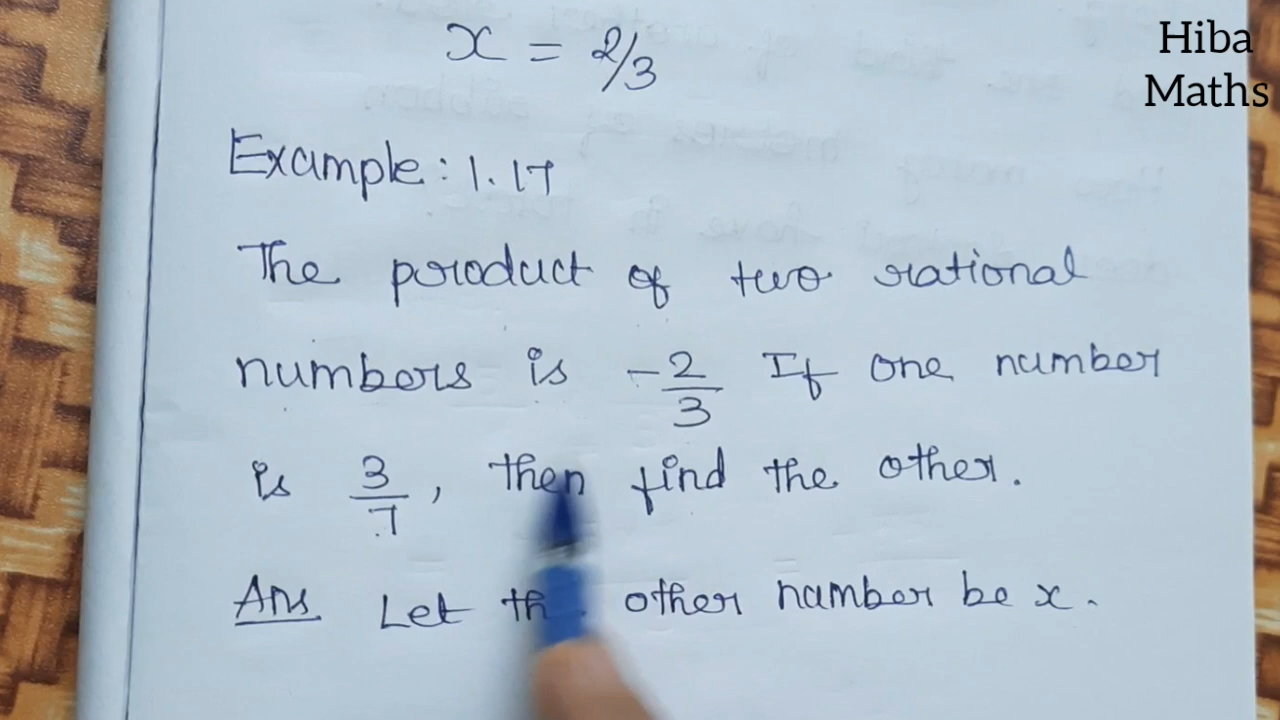 x = 2/3
Hiba
Maths
Example: 1.17
The product of two rational
numbers is -2/3 If one number
is 3/7, then find the other.
Ans Let other number be x.